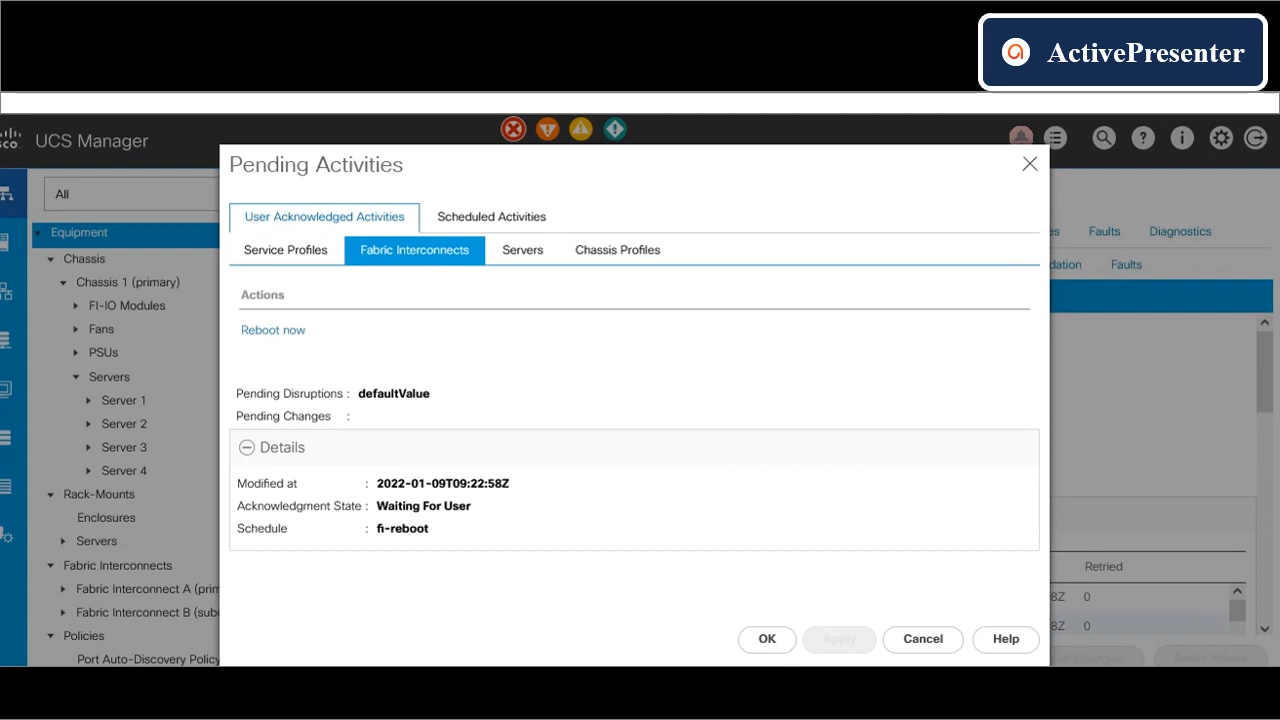 ActivePresenter
UCS Manager
Pending Activities
All
User Acknowledged Activities
Scheduled Activities
Equipment
Faults
Diagnostics
Service Profiles
Fabric Interconnects
Servers
Chassis Profiles
Chassis
Faults
Chassis 1 (primary)
Actions
FI-IO Modules
Fans
Reboot now
PSUs
Servers
Pending Disruptions : defaultValue
Server 1
Pending Changes :
Server 2
Server 3
Details
Server 4
Modified at : 2022-01-09T09:22:58Z
Rack-Mounts
Acknowledgment State : Waiting For User
Enclosures
Schedule : fi-reboot
Servers
Fabric Interconnects
Retried
Fabric Interconnect A
8Z 0
Fabric Interconnect B
8Z 0
Policies
OK
Apply
Cancel
Help
Port Auto-Discovery Policy